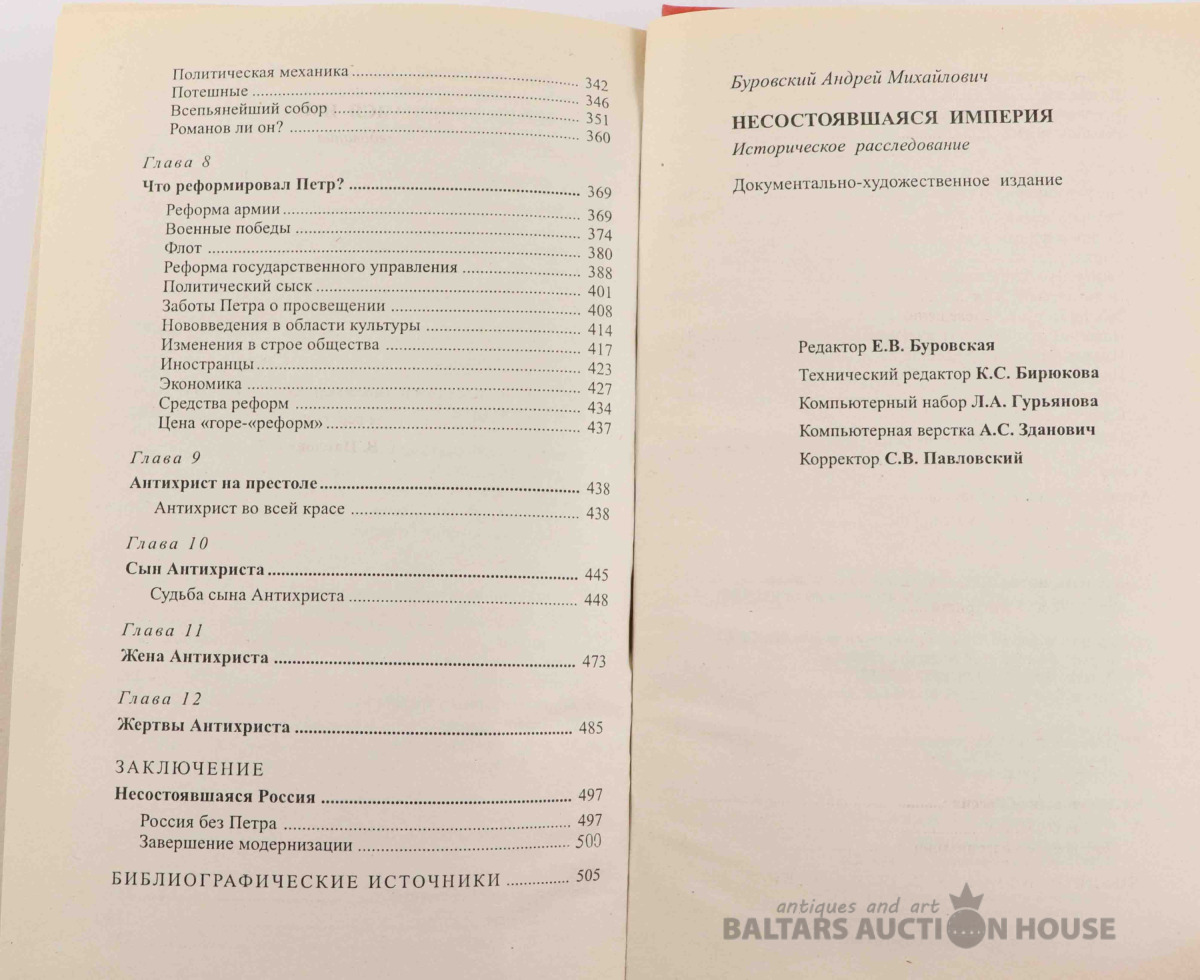 Политическая механика ........ 342
Потешные ........ 346
Всепьянейший собор ........ 351
Романов ли он? ........ 360
Глава 8
Что реформировал Петр? ........ 369
Реформа армии ........ 369
Военные победы ........ 374
Флот ........ 380
Реформа государственного управления ........ 388
Политический сыск ........ 401
Заботы Петра о просвещении ........ 408
Нововведения в области культуры ........ 414
Изменения в строе общества ........ 417
Иностранцы ........ 423
Экономика ........ 427
Средства реформ ........ 434
Цена «горе-«реформ» ........ 437
Глава 9
Антихрист на престоле ........ 438
Антихрист во всей красе ........ 438
Глава 10
Сын Антихриста ........ 445
Судьба сына Антихриста ........ 448
Глава 11
Жена Антихриста ........ 473
Глава 12
Жертвы Антихриста ........ 485
ЗАКЛЮЧЕНИЕ
Несостоявшаяся Россия ........ 497
Россия без Петра ........ 497
Завершение модернизации ........ 500
БИБЛИОГРАФИЧЕСКИЕ ИСТОЧНИКИ ........ 505
Буровский Андрей Михайлович
НЕСОСТОЯВШАЯСЯ ИМПЕРИЯ
Историческое расследование
Документально-художественное издание
Редактор Е.В. Буровская
Технический редактор К.С. Бирюкова
Компьютерный набор Л.А. Гурьянова
Компьютерная верстка А.С. Зданович
Корректор С.В. Павловский
antiques and art
BALTARS AUCTION HOUSE